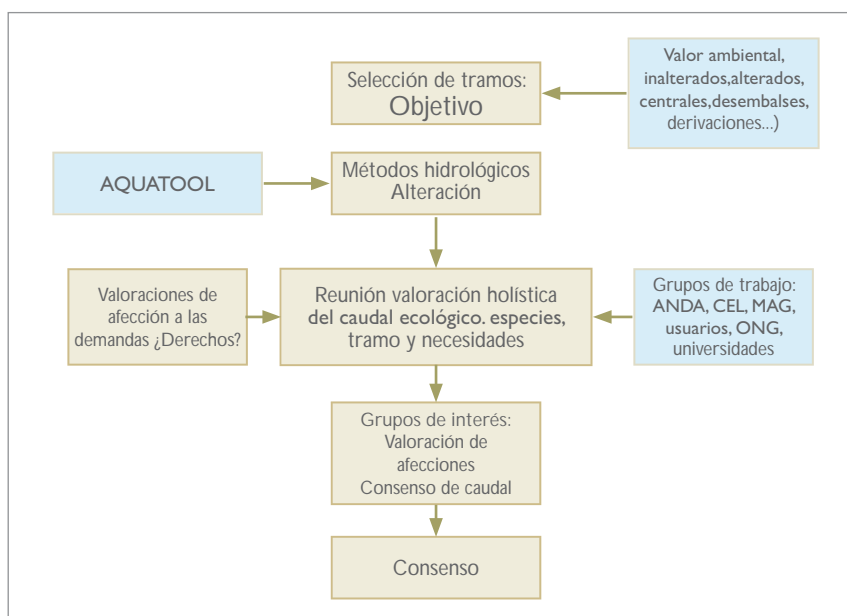 Selección de tramos:
Objetivo
Valor ambiental,
inalterados,alterados,
centrales,desembalses,
derivaciones...)
AQUATOOL
Métodos hidrológicos
Alteración
Valoraciones de
afección a las
demandas ¿Derechos?
Reunión valoración holística
del caudal ecológico. especies,
tramo y necesidades
Grupos de trabajo:
ANDA, CEL, MAG,
usuarios, ONG,
universidades
Grupos de interés:
Valoración de
afecciones
Consenso de caudal
Consenso